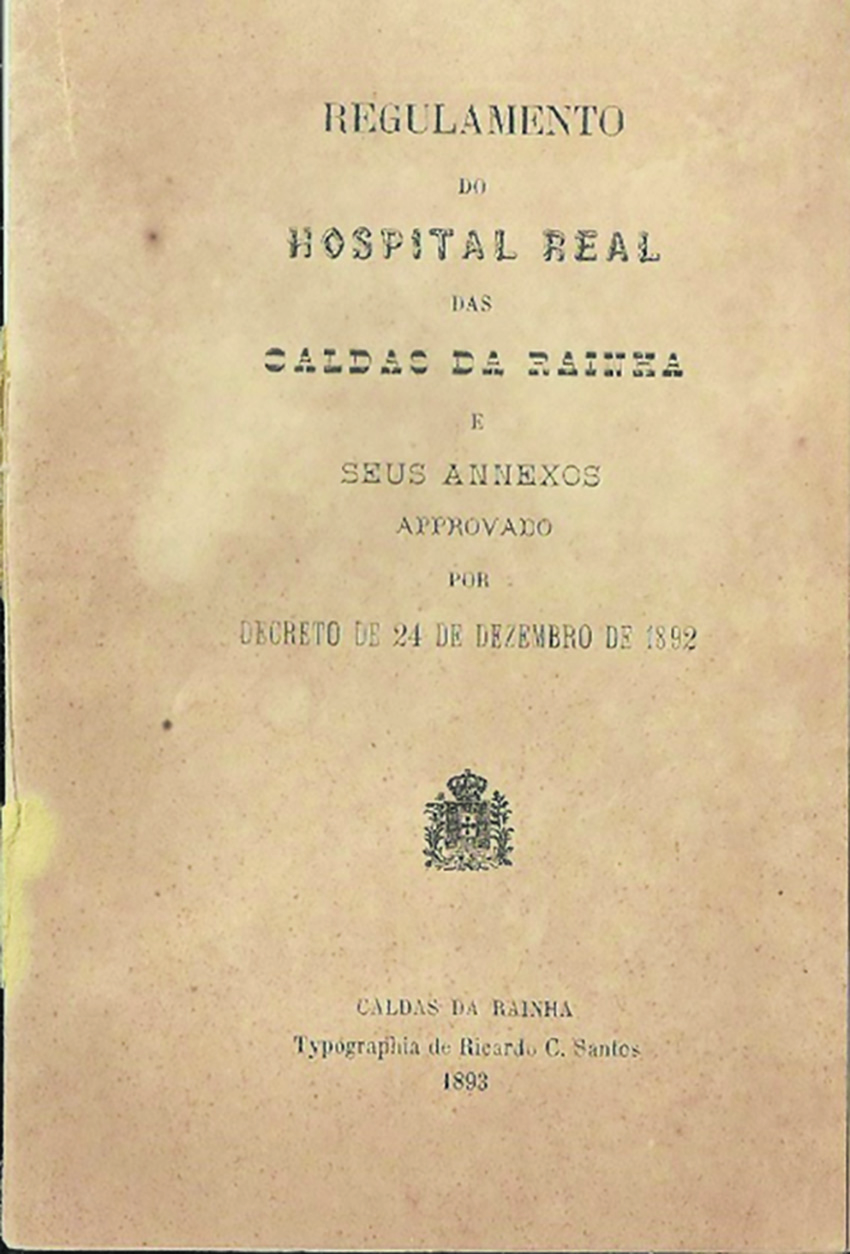 REGULAMENTO
DO
HOSPITAL REAL
DAS
CALDAS DA RAINHA
E
SEUS ANNEXOS
APPROVADO
POR
DECRETO DE 24 DE DEZEMBRO DE 1892
CALDAS DA RAINHA
Typographia de Ricardo C. Santos
1893